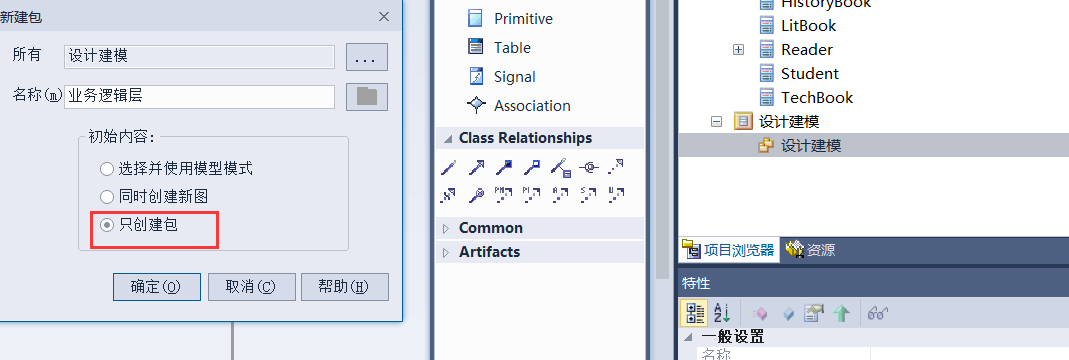 新建包
所有
设计建模
...
名称(m)
业务逻辑层
初始内容:
选择并使用模型模式
同时创建新图
只创建包
确定(O)
取消(C)
帮助(H)
Primitive
Table
Signal
Association
Class Relationships
Common
Artifacts
HistoryBook
LitBook
Reader
Student
TechBook
设计建模
设计建模
项目浏览器
资源
特性
一般设置
名称